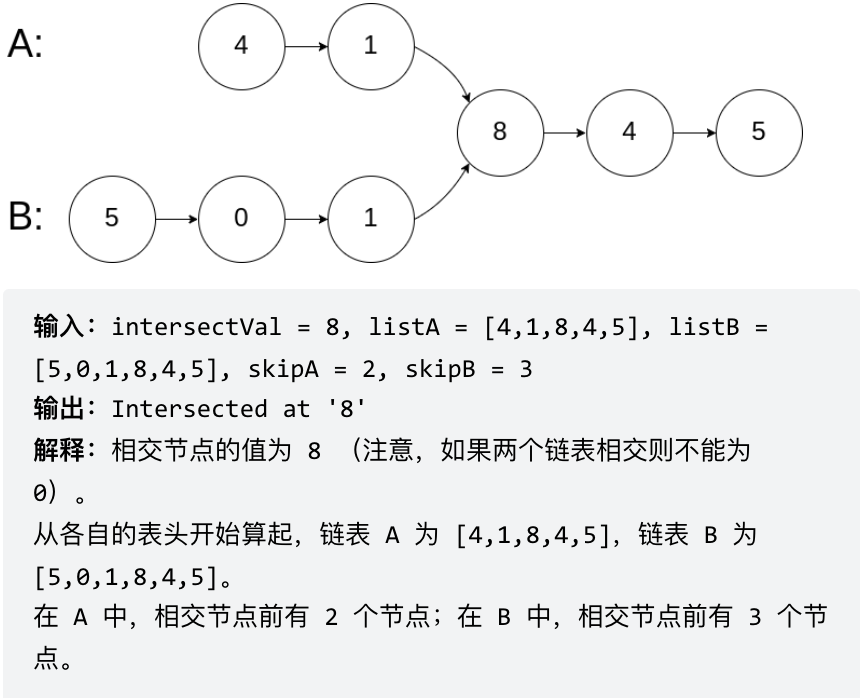 A: 4 1
8 4 5
B: 5 0 1
输入：intersectVal = 8, listA = [4,1,8,4,5], listB =
[5,0,1,8,4,5], skipA = 2, skipB = 3
输出：Intersected at '8'
解释：相交节点的值为 8 （注意，如果两个链表相交则不能为
0）。
从各自的表头开始算起，链表 A 为 [4,1,8,4,5]，链表 B 为
[5,0,1,8,4,5]。
在 A 中，相交节点前有 2 个节点；在 B 中，相交节点前有 3 个节
点。